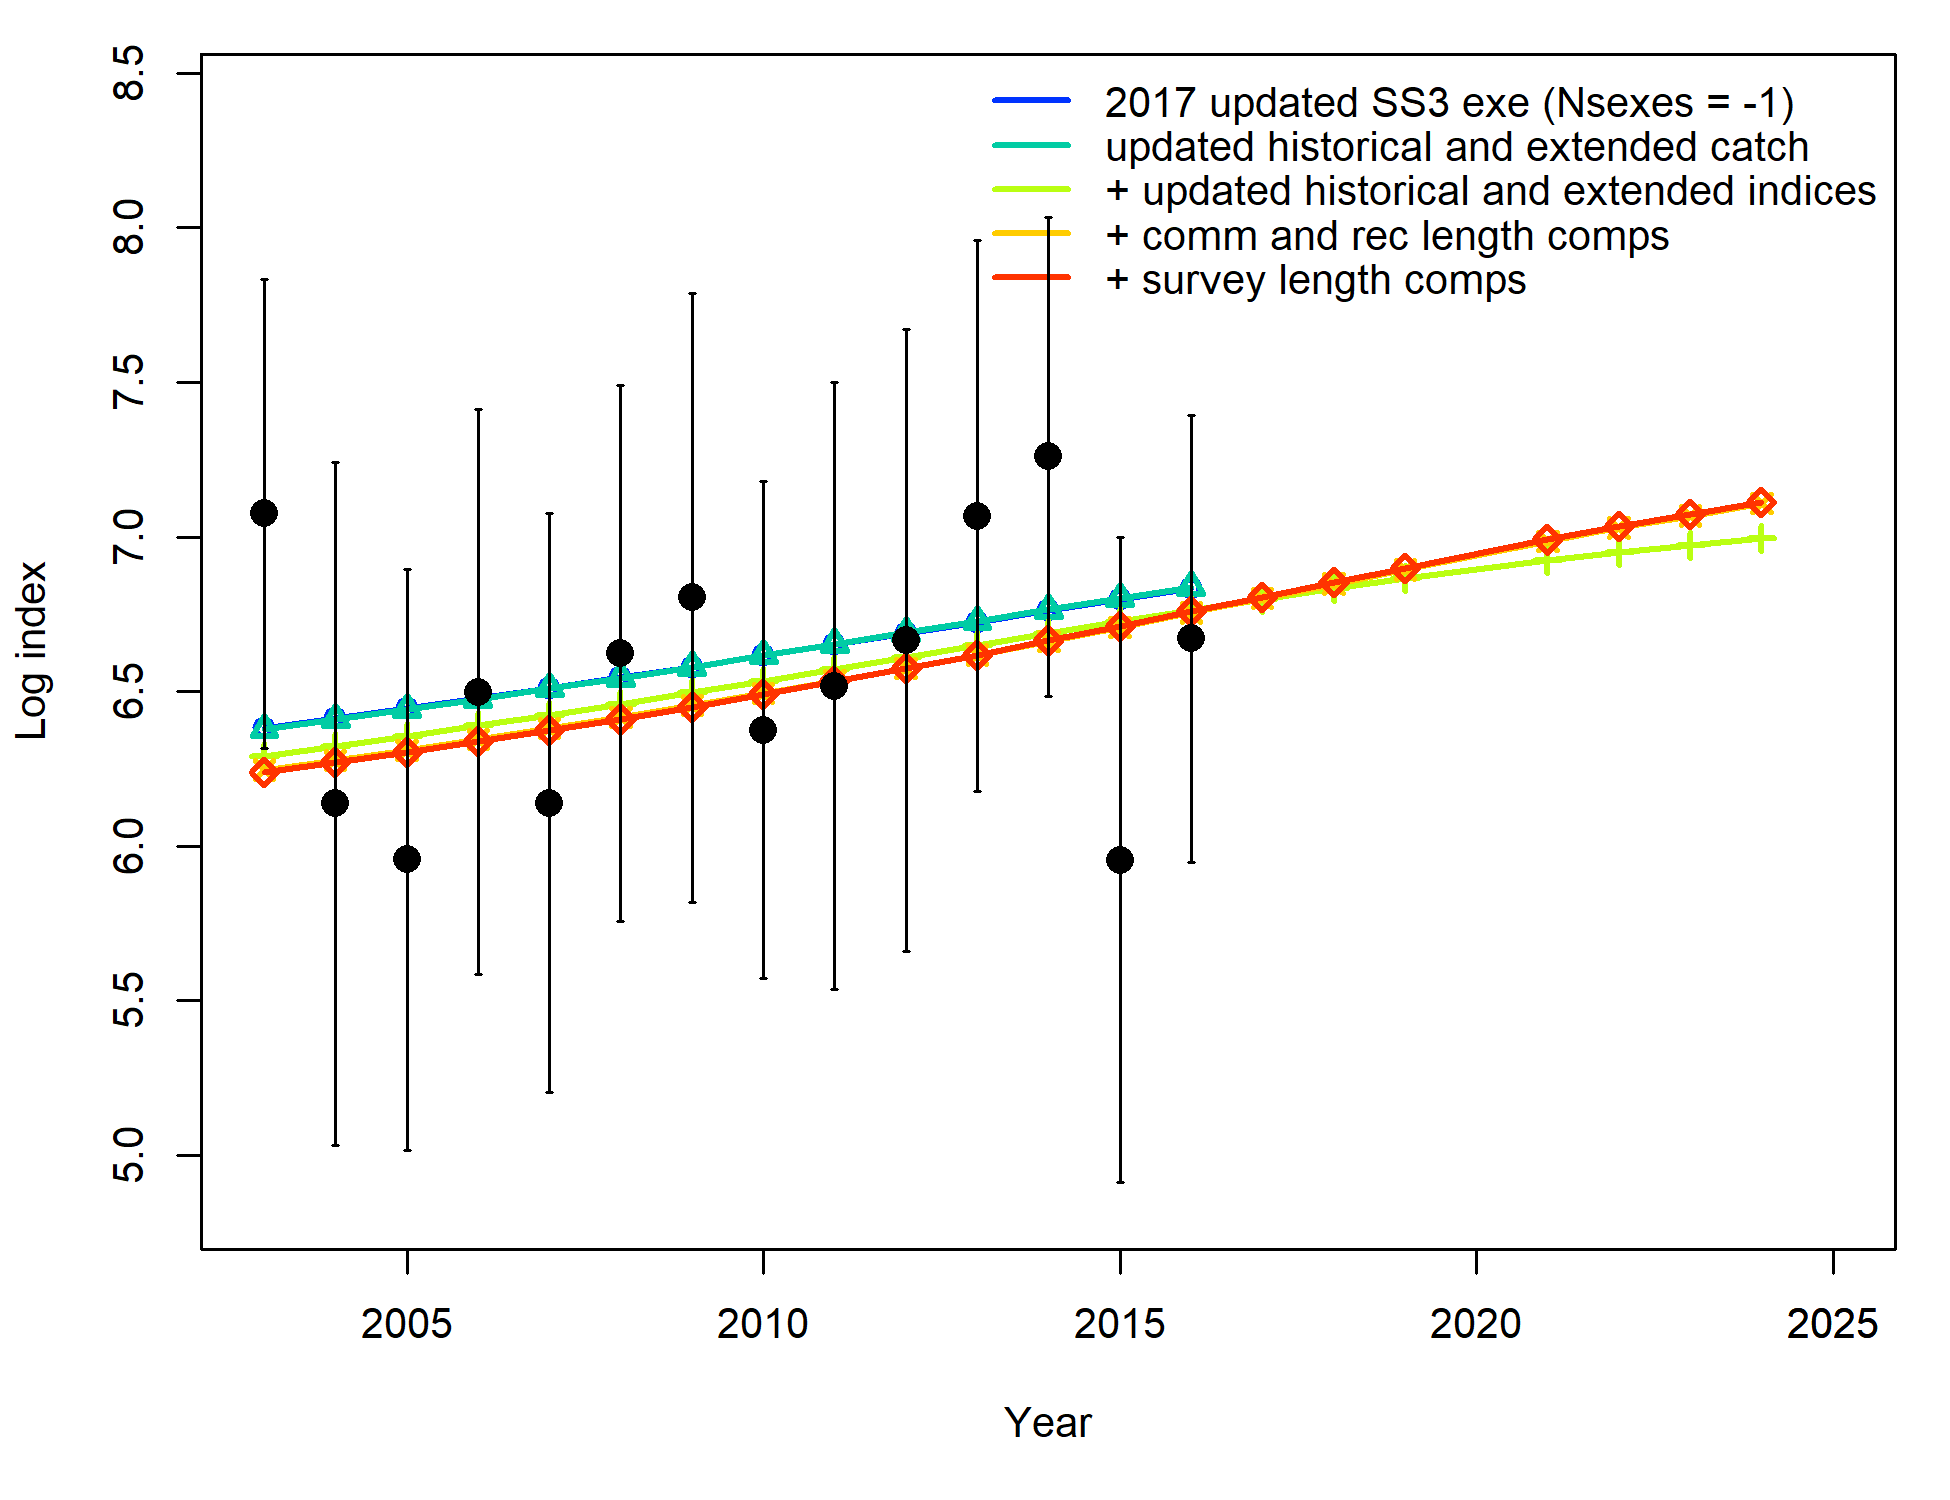 8.5
8.0
7.5
7.0
6.5
6.0
5.5
5.0
Log index
2017 updated SS3 exe (Nsexes = -1)
updated historical and extended catch
+ updated historical and extended indices
+ comm and rec length comps
+ survey length comps
2005
2010
2015
2020
2025
Year